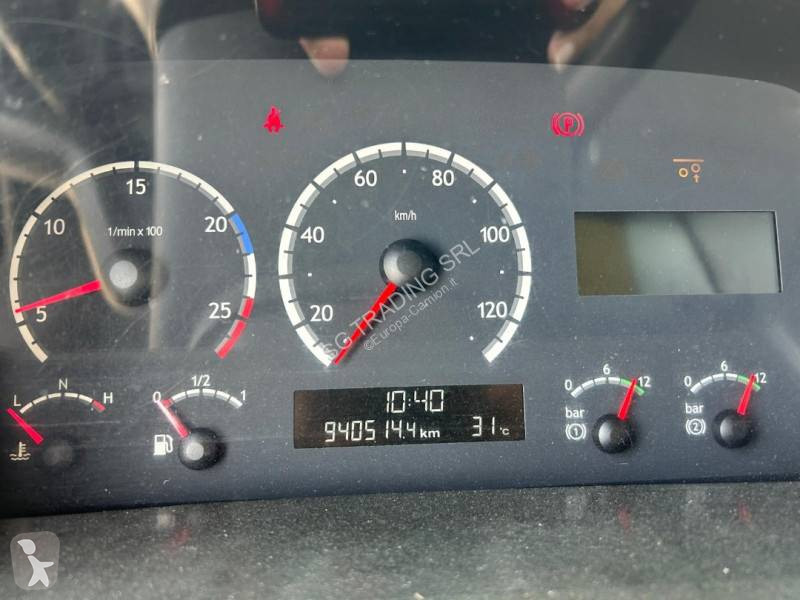 P
15
10
20
1/min x 100
5
25
60
80
km/h
40
100
20
120
L
N
H
0
1/2
1
10:40
940514.4 km
31°C
0
6
12
bar
(1)
0
6
12
bar
(2)
SG TRADING SRL
©Europa-Camion.it